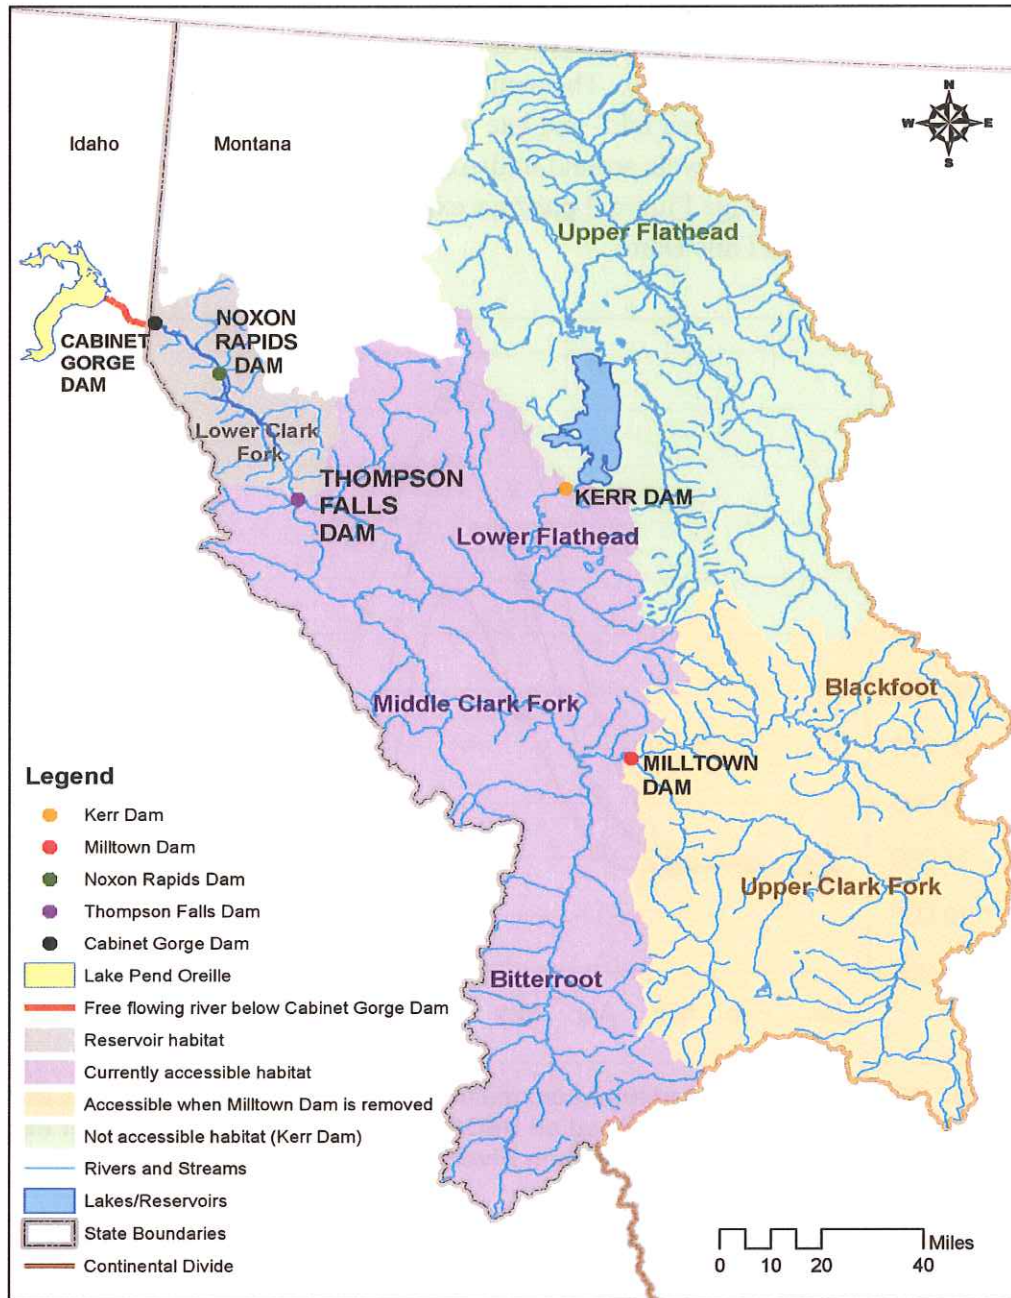 N
W
E
S
Idaho
Montana
Upper Flathead
NOXON
RAPIDS
DAM
CABINET
GORGE
DAM
Lower Clark
Fork
THOMPSON
FALLS
DAM
KERR DAM
Lower Flathead
Blackfoot
Middle Clark Fork
MILLTOWN
DAM
Upper Clark Fork
Bitterroot
Legend
Kerr Dam
Milltown Dam
Noxon Rapids Dam
Thompson Falls Dam
Cabinet Gorge Dam
Lake Pend Oreille
Free flowing river below Cabinet Gorge Dam
Reservoir habitat
Currently accessible habitat
Accessible when Milltown Dam is removed
Not accessible habitat (Kerr Dam)
Rivers and Streams
Lakes/Reservoirs
State Boundaries
Continental Divide
Miles
0 10 20 40